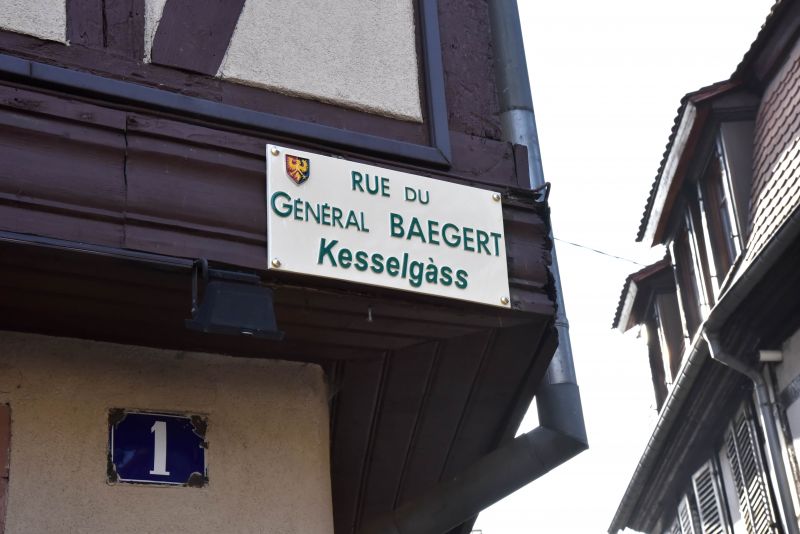 RUE DU
GÉNÉRAL BAEGERT
Kesselgàss
1